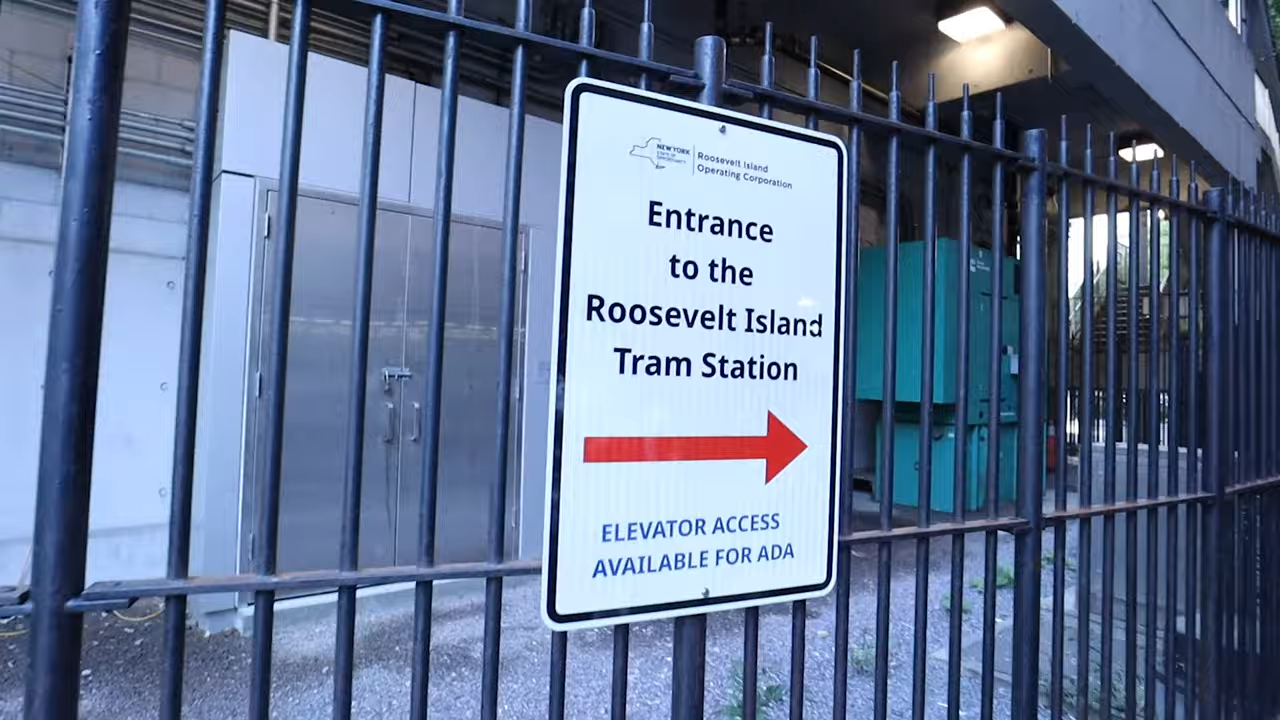 NEW YORK
STATE OF
OPPORTUNITY
Roosevelt Island
Operating Corporation
Entrance
to the
Roosevelt Island
Tram Station
ELEVATOR ACCESS
AVAILABLE FOR ADA